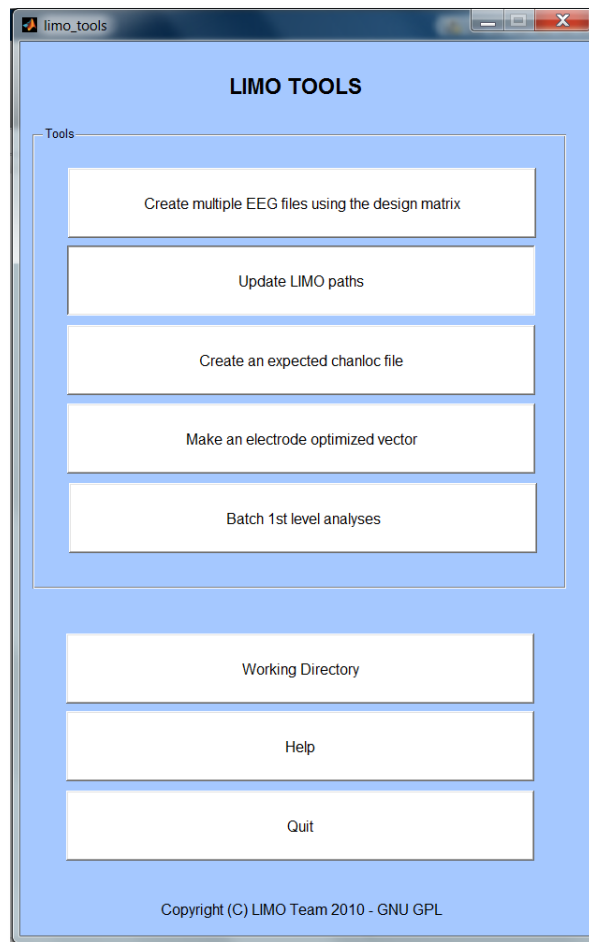 limo_tools
LIMO TOOLS
Tools
Create multiple EEG files using the design matrix
Update LIMO paths
Create an expected chanloc file
Make an electrode optimized vector
Batch 1st level analyses
Working Directory
Help
Quit
Copyright (C) LIMO Team 2010 - GNU GPL